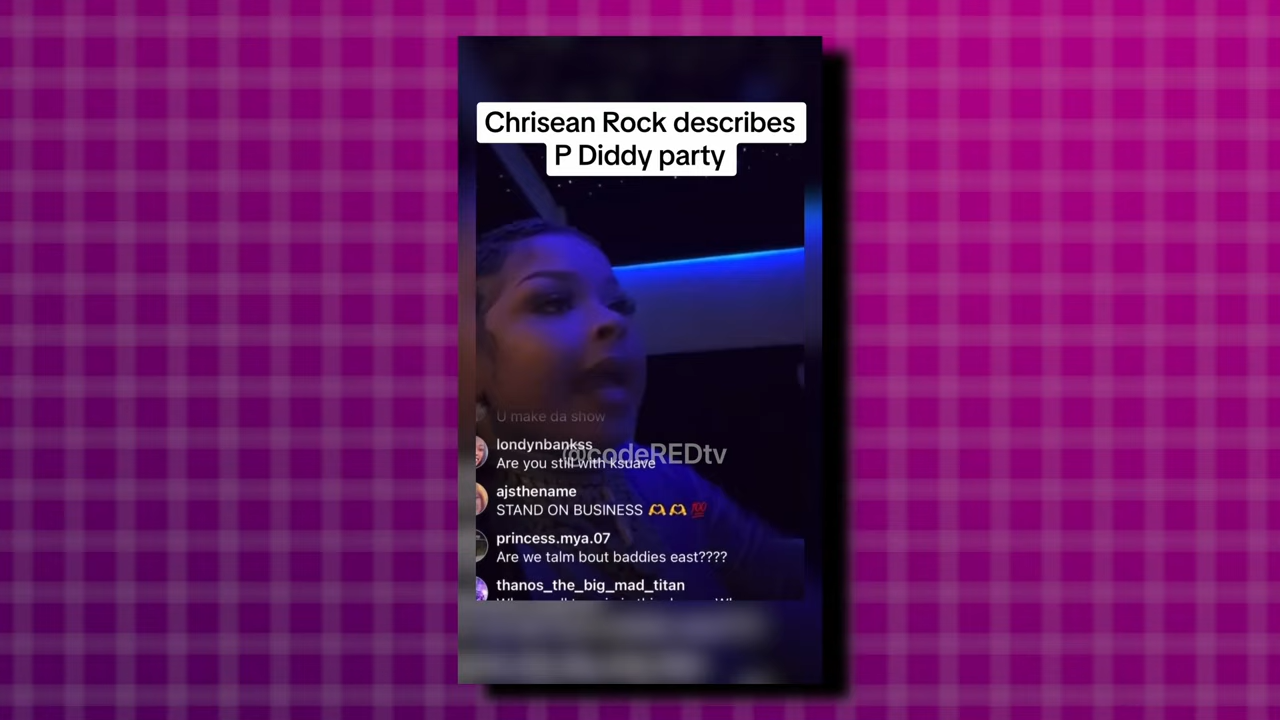 Chrisean Rock describes
P Diddy party
U make da show
londynbankss
@codeREDtv
Are you still with ksuave
ajsthename
STAND ON BUSINESS 🫶🫶💯
princess.mya.07
Are we talm bout baddies east????
thanos_the_big_mad_titan